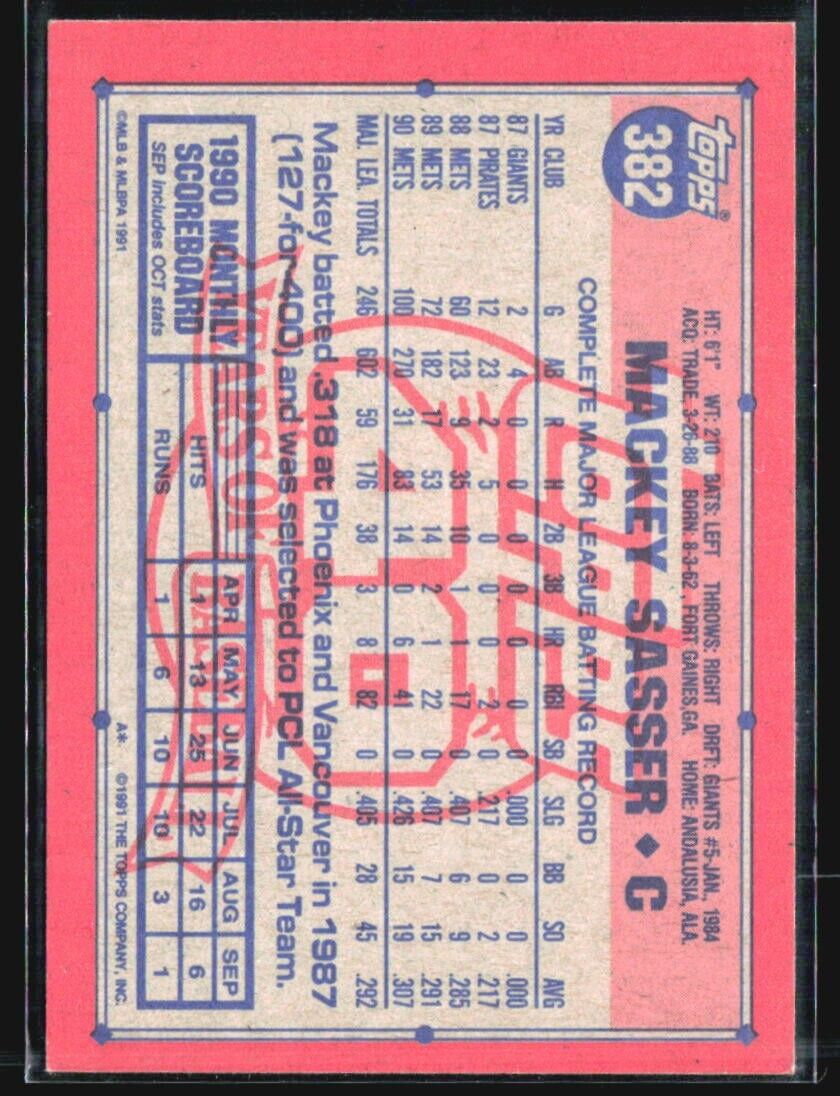 topps®
382
HT: 6'1" WT: 210 BATS: LEFT THROWS: RIGHT DRFT: GIANTS #5-JAN., 1984
ACQ: TRADE, 3-26-88 BORN: 8-3-62, FORT GAINES, GA. HOME: ANDALUSIA, ALA.
MACKEY SASSER ♦ C
COMPLETE MAJOR LEAGUE BATTING RECORD
YR CLUB G AB R H 2B 3B HR RBI SB SLG BB SO AVG
87 GIANTS 2 4 0 0 0 0 0 0 0 .000 0 0 .000
87 PIRATES 12 23 2 5 0 0 0 2 0 .217 0 2 .217
88 METS 60 123 9 35 10 1 1 17 0 .407 6 9 .285
89 METS 72 182 17 53 14 2 1 22 0 .407 7 15 .291
90 METS 100 270 31 83 14 0 6 41 0 .426 15 19 .307
MAJ. LEA. TOTALS 246 602 59 176 38 3 8 82 0 .405 28 45 .292
Mackey batted .318 at Phoenix and Vancouver in 1987
(127-for-400) and was selected to PCL All-Star Team.
1990 MONTHLY
SCOREBOARD
SEP includes OCT stats
APR MAY JUN JUL AUG SEP
HITS 1 13 25 22 16 6
RUNS 1 6 10 10 3 1
©MLB & MLBPA 1991
A*. ©1991 THE TOPPS COMPANY, INC.
40
YEARS OF BASEBALL